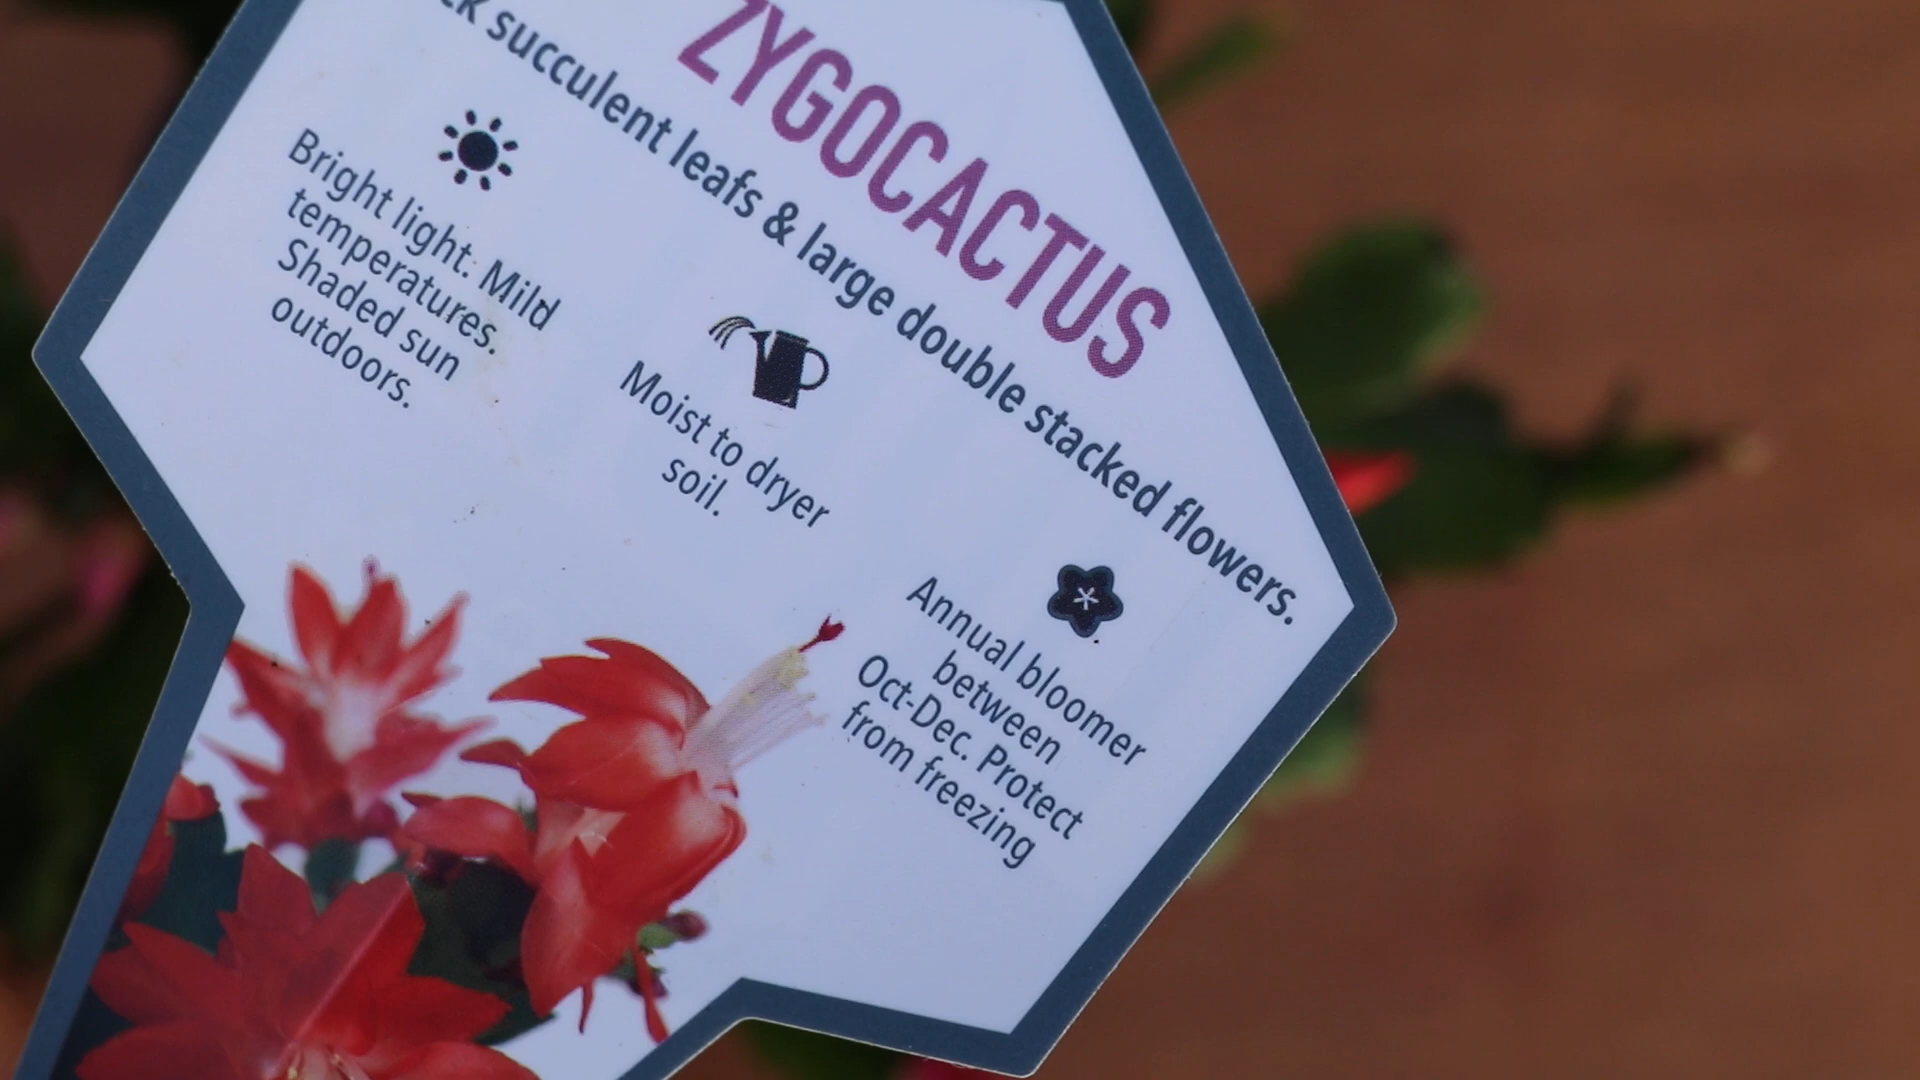 ZYGOCACTUS
succulent leafs & large double stacked flowers.
Bright light. Mild
temperatures.
Shaded sun
outdoors.
Moist to dryer
soil.
Annual bloomer
between
Oct-Dec. Protect
from freezing